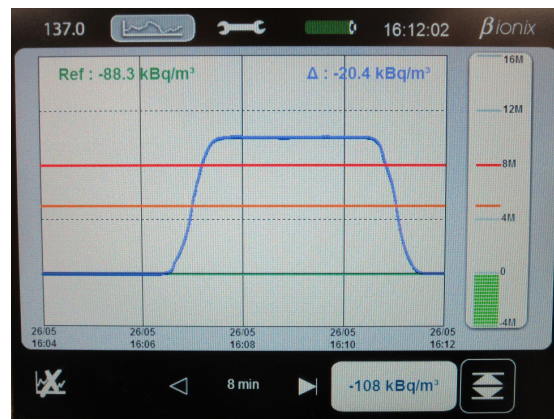 137.0
16:12:02
βionix
Ref : -88.3 kBq/m³
Δ : -20.4 kBq/m³
16M
12M
8M
4M
0
-4M
26/05 26/05 26/05 26/05 26/05
16:04 16:06 16:08 16:10 16:12
8 min
-108 kBq/m³